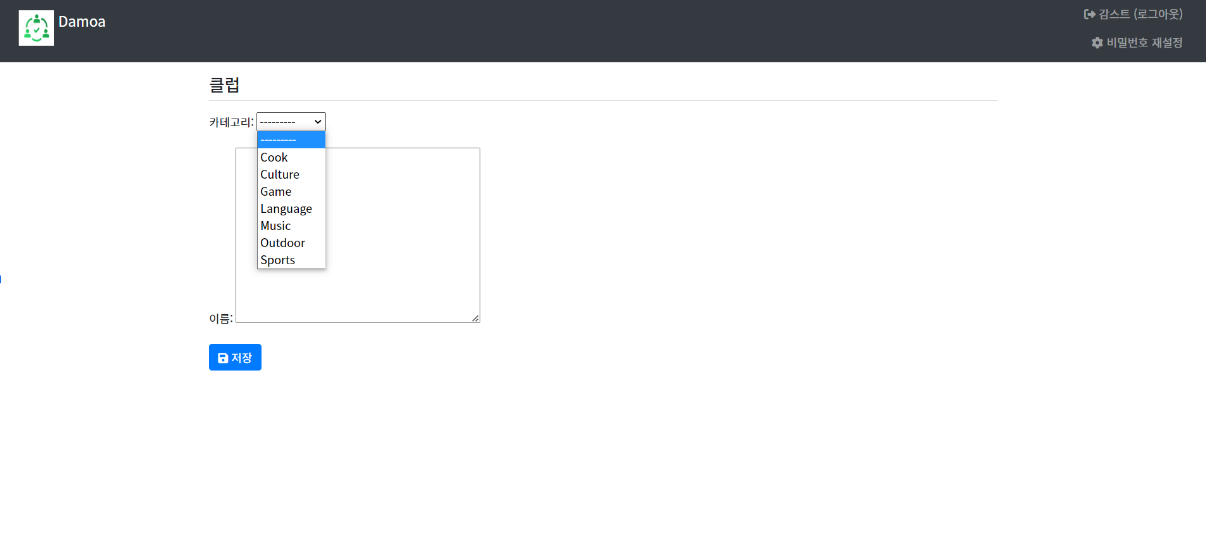 Damoa
감스트 (로그아웃)
비밀번호 재설정
클럽
카테고리: ---------
---------
Cook
Culture
Game
Language
Music
Outdoor
Sports
이름:
저장